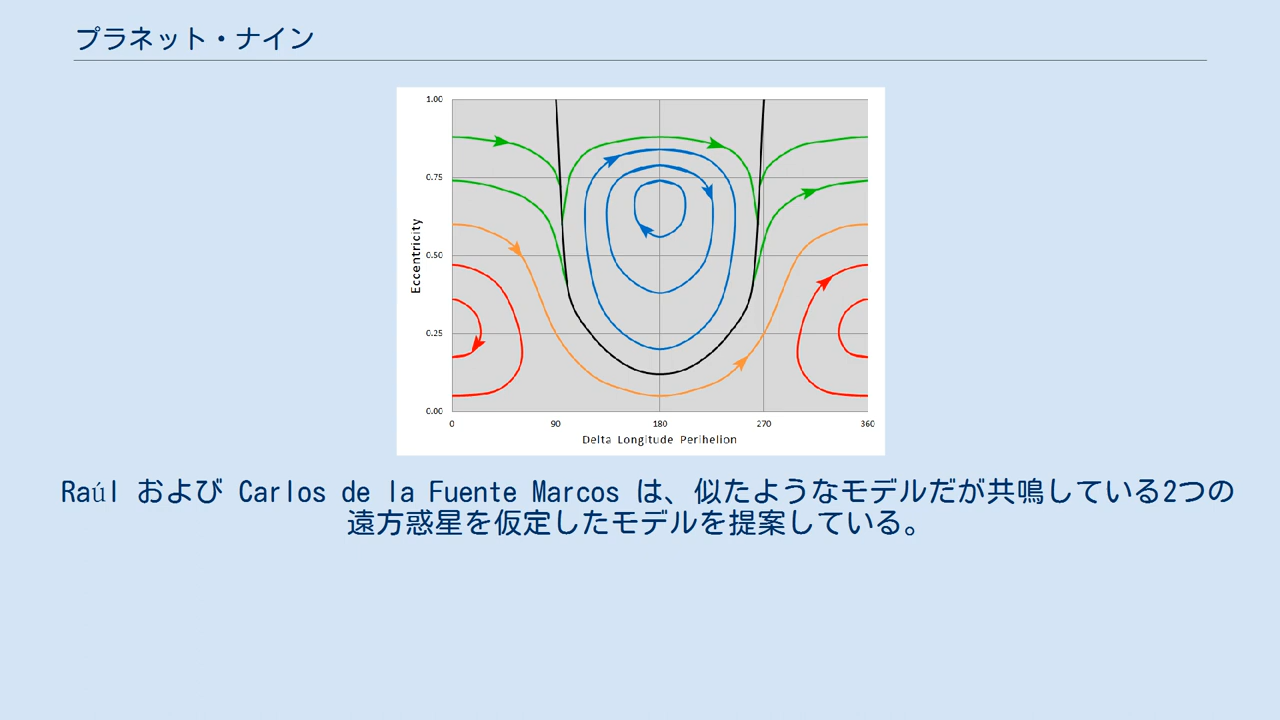 プラネット・ナイン
1.00
0.75
0.50
0.25
0.00
Eccentricity
0 90 180 270 360
Delta Longitude Perihelion
Raúl および Carlos de la Fuente Marcos は、似たようなモデルだが共鳴している2つの
遠方惑星を仮定したモデルを提案している。